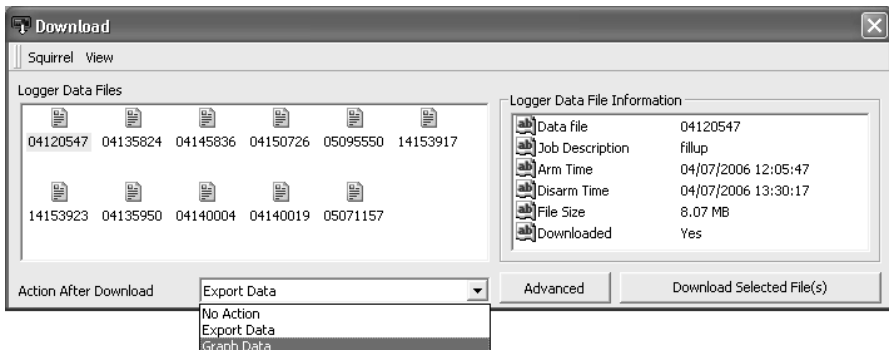 Download
Squirrel View
Logger Data Files
04120547 04135824 04145836 04150726 05095550 14153917
14153923 04135950 04140004 04140019 05071157
Logger Data File Information
Data file 04120547
Job Description fillup
Arm Time 04/07/2006 12:05:47
Disarm Time 04/07/2006 13:30:17
File Size 8.07 MB
Downloaded Yes
Action After Download Export Data Advanced Download Selected File(s)
No Action
Export Data
Graph Data